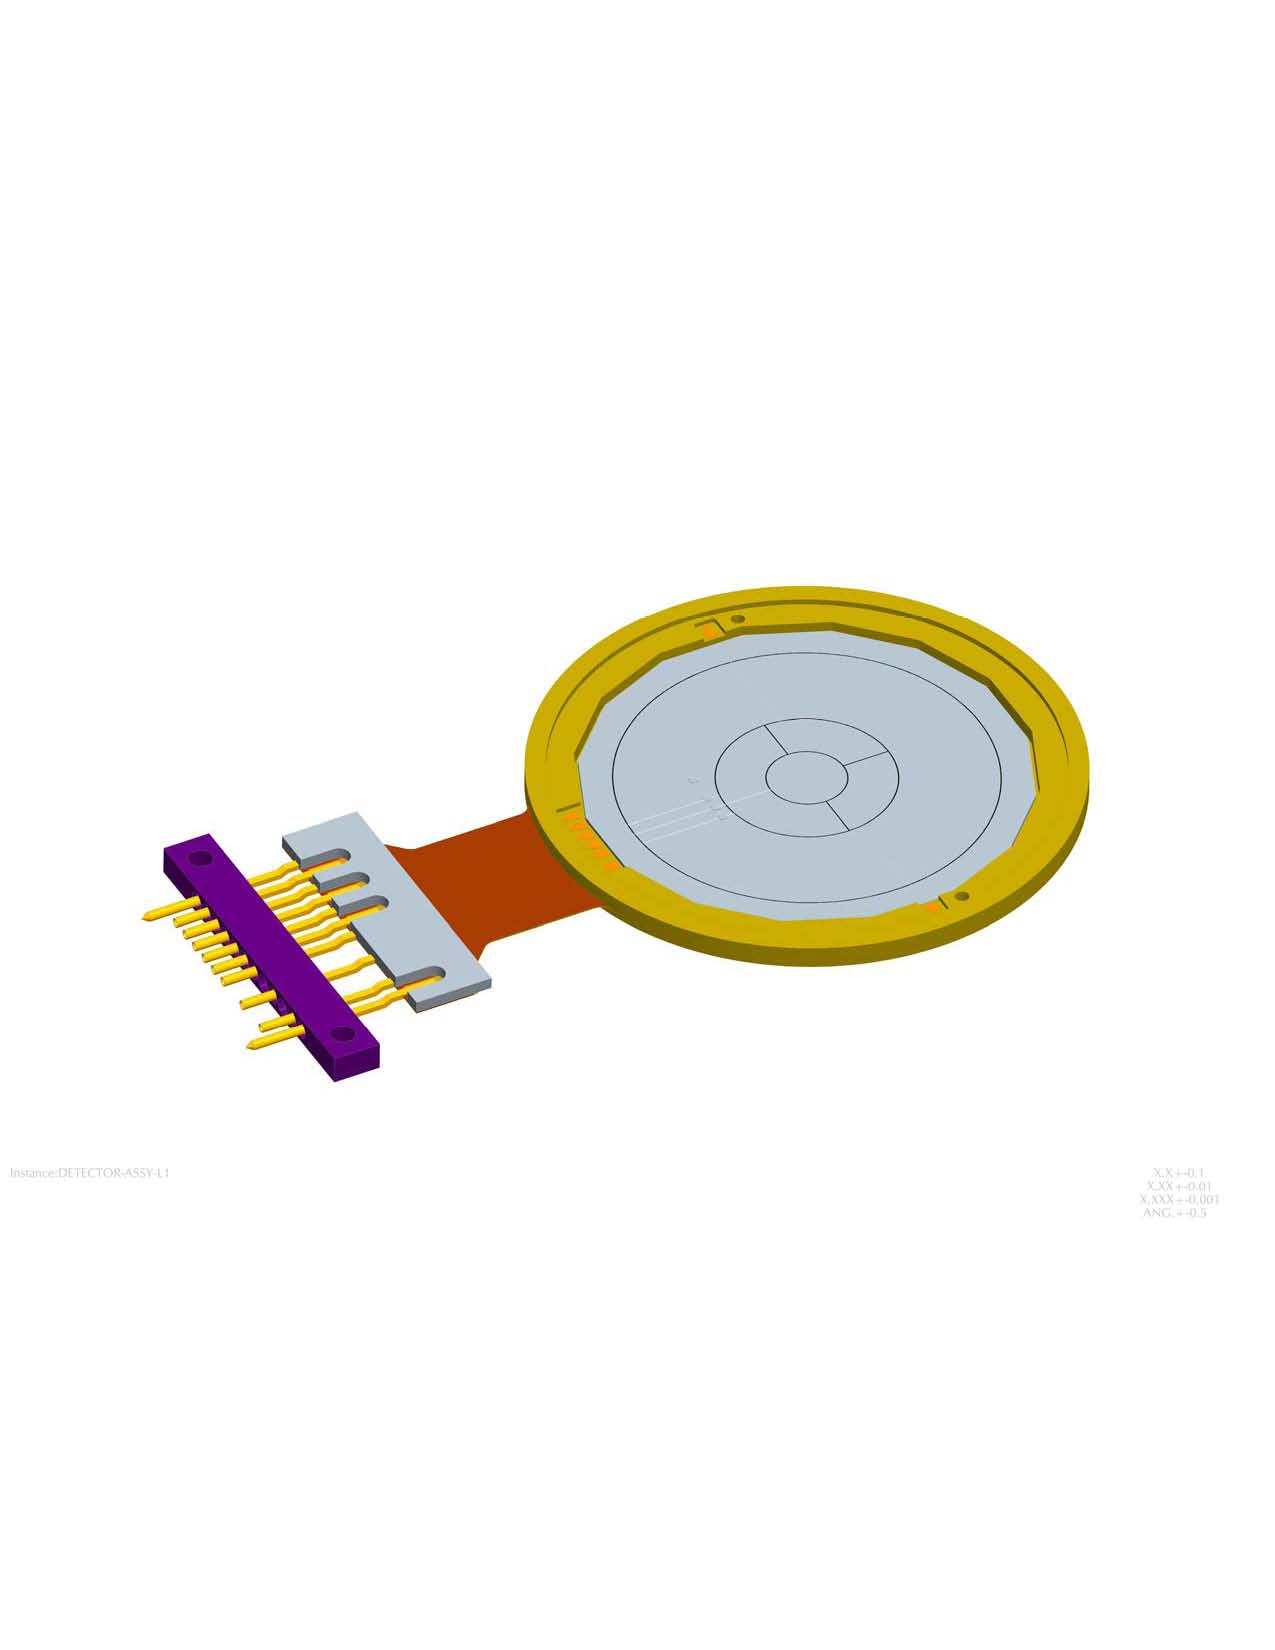 Instance:DETECTOR-ASSY-L1
X.X+-0.1
X.XX+-0.01
X.XXX+-0.001
ANG.+-0.5